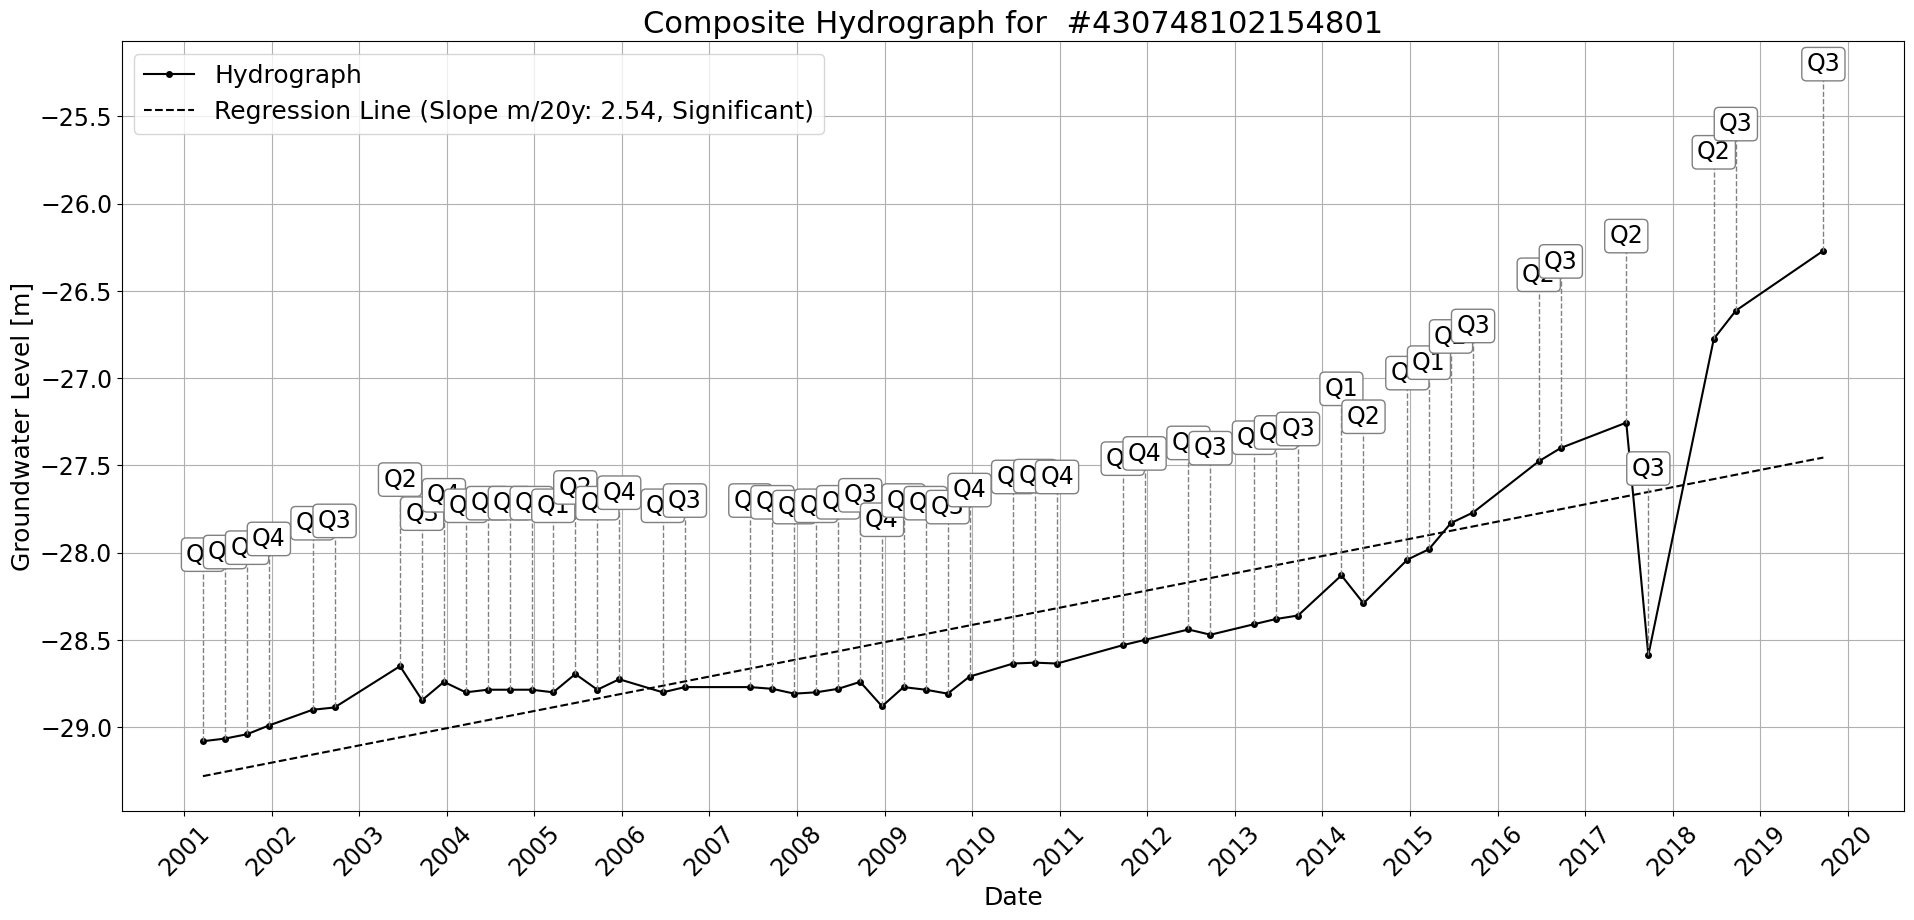 Composite Hydrograph for  #430748102154801
Hydrograph
Regression Line (Slope m/20y: 2.54, Significant)
Groundwater Level [m]
−25.5
−26.0
−26.5
−27.0
−27.5
−28.0
−28.5
−29.0
Q4
Q3
Q2
Q3
Q4
Q1
Q4
Q3
Q3
Q4
Q3
Q4
Q4
Q4
Q3
Q3
Q1
Q2
Q1
Q3
Q3
Q2
Q3
Q2
Q3
Q3
2001
2002
2003
2004
2005
2006
2007
2008
2009
2010
2011
2012
2013
2014
2015
2016
2017
2018
2019
2020
Date